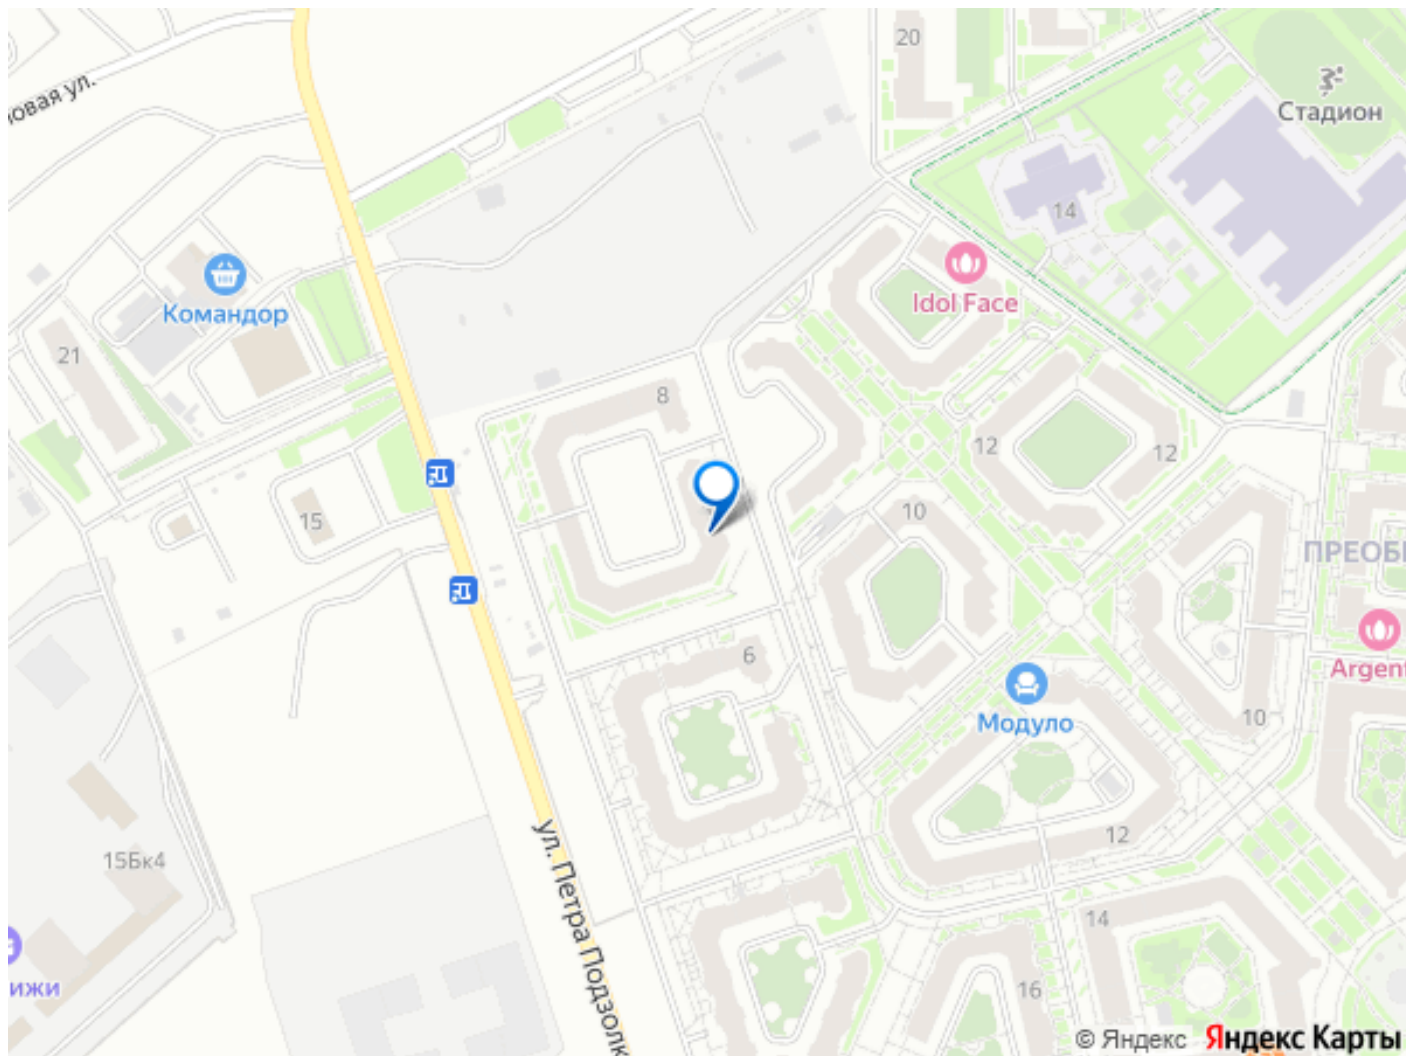 20
Стадион
овая ул.
14
Idol Face
Командор
21
8
12
12
15
10
ПРЕОБ
6
Argent
Модуло
10
12
ул. Петра Подзолк
15Бк4
14
ижи
16
© Яндекс Яндекс Карты